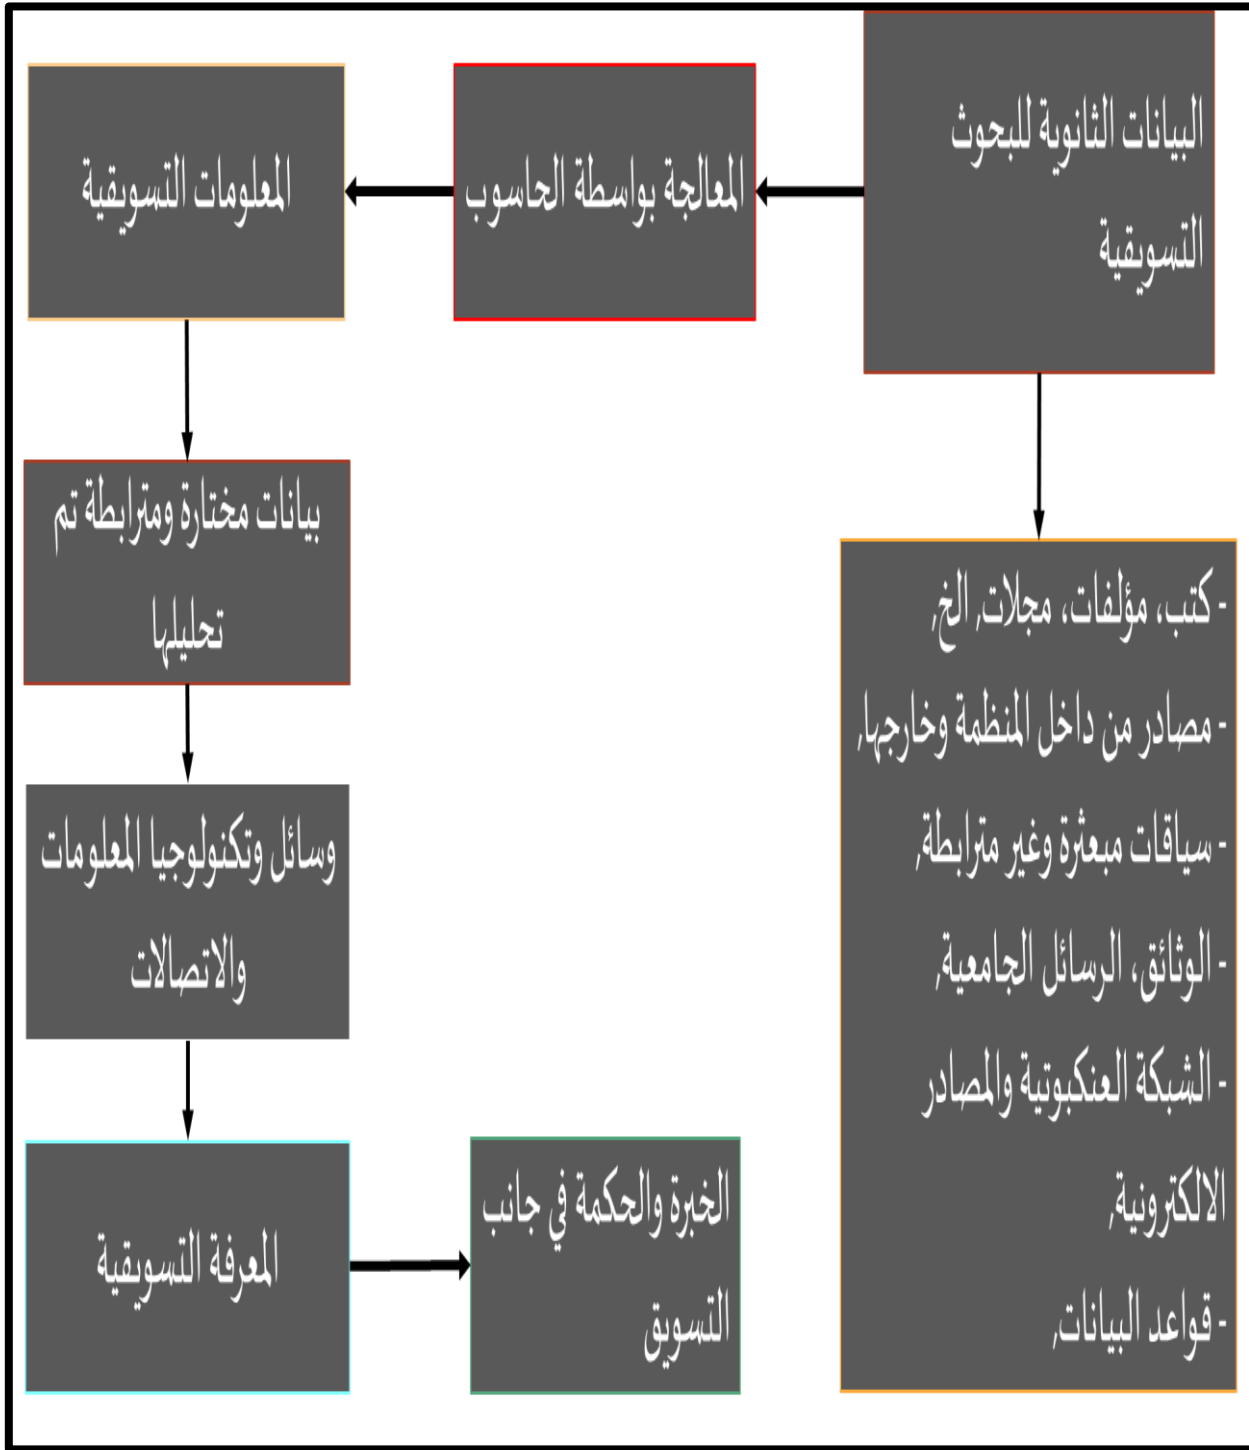 البيانات الثانوية للبحوث
التسويقية
المعالجة بواسطة الحاسوب
المعلومات التسويقية
بيانات مختارة ومترابطة تم
تحليلها
وسائل وتكنولوجيا المعلومات
والاتصالات
المعرفة التسويقية
الخبرة والحكمة في جانب
التسويق
- كتب، مؤلفات، مجلات, الخ,
- مصادر من داخل المنظمة وخارجها,
- سياقات مبعثرة وغير مترابطة,
- الوثائق، الرسائل الجامعية,
- الشبكة العنكبوتية والمصادر
الالكترونية,
- قواعد البيانات,